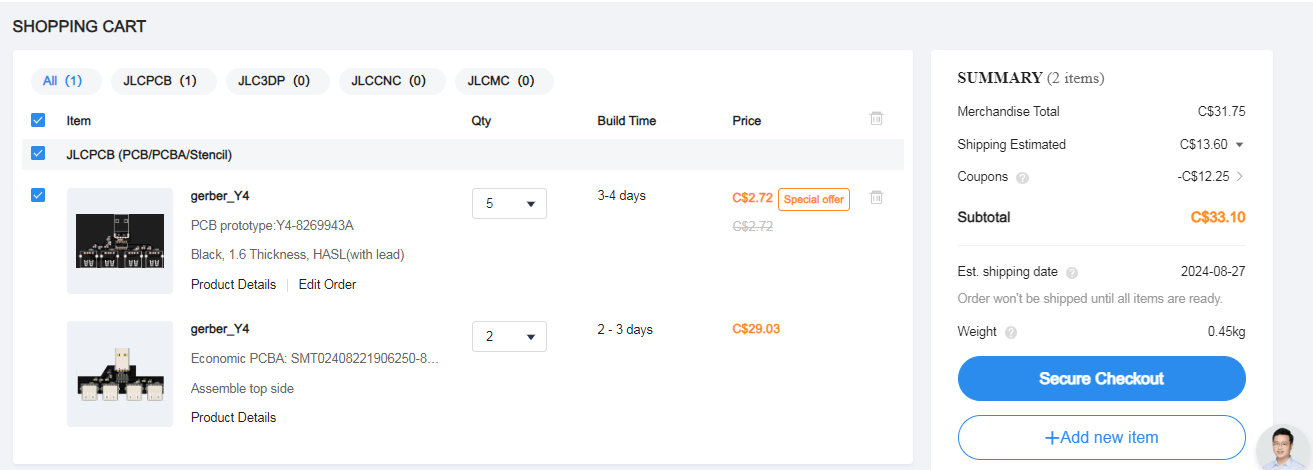 SHOPPING CART
All (1) JLCPCB (1) JLC3DP (0) JLCCNC (0) JLCMC (0)
Item Qty Build Time Price
JLCPCB (PCB/PCBA/Stencil)
gerber_Y4 5 3-4 days C$2.72 Special offer
PCB prototype:Y4-8269943A C$2.72
Black, 1.6 Thickness, HASL(with lead)
Product Details Edit Order
gerber_Y4 2 2 - 3 days C$29.03
Economic PCBA: SMT02408221906250-8...
Assemble top side
Product Details
SUMMARY (2 items)
Merchandise Total C$31.75
Shipping Estimated C$13.60
Coupons ? -C$12.25
Subtotal C$33.10
Est. shipping date ? 2024-08-27
Order won't be shipped until all items are ready.
Weight ? 0.45kg
Secure Checkout
+Add new item